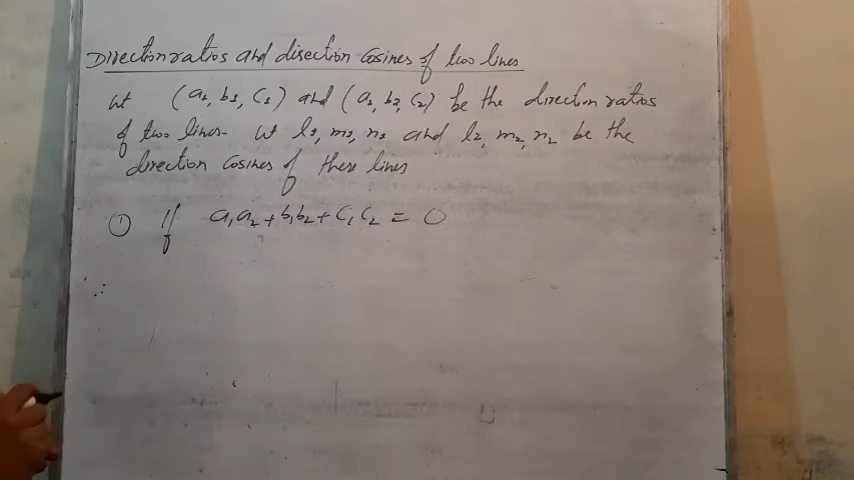 Direction ratios and direction cosines of two lines
Let (a1, b1, c1) and (a2, b2, c2) be the direction ratios
of two lines. Let l1, m1, n1 and l2, m2, n2 be the
direction cosines of these lines
① If a1a2 + b1b2 + c1c2 = 0
∴